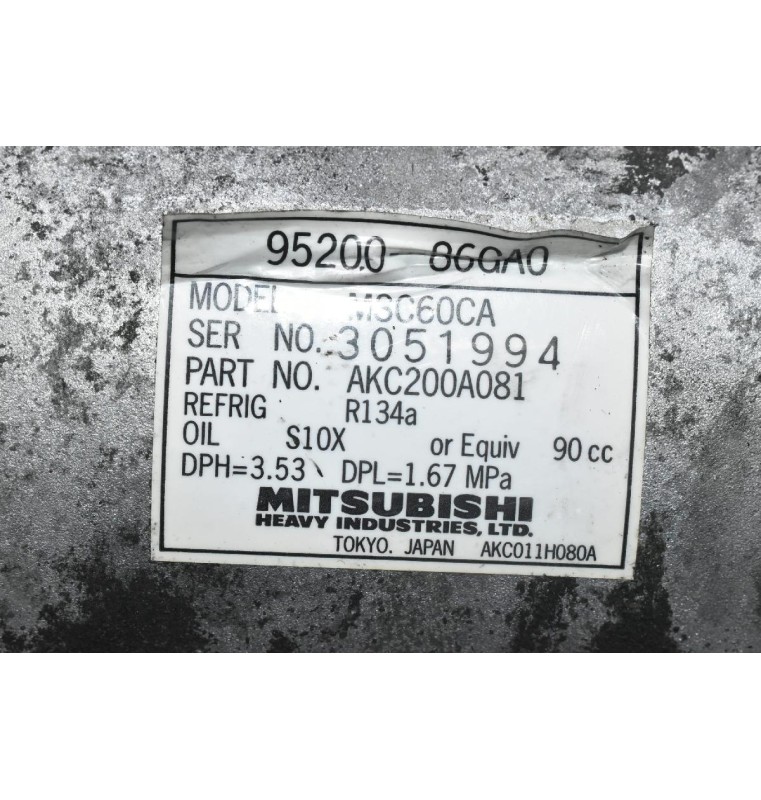 95200-86GA0
MODEL MSC60CA
SER NO. 3051994
PART NO. AKC200A081
REFRIG R134a
OIL S10X or Equiv 90 cc
DPH=3.53 DPL=1.67 MPa
MITSUBISHI
HEAVY INDUSTRIES, LTD.
TOKYO. JAPAN AKC011H080A